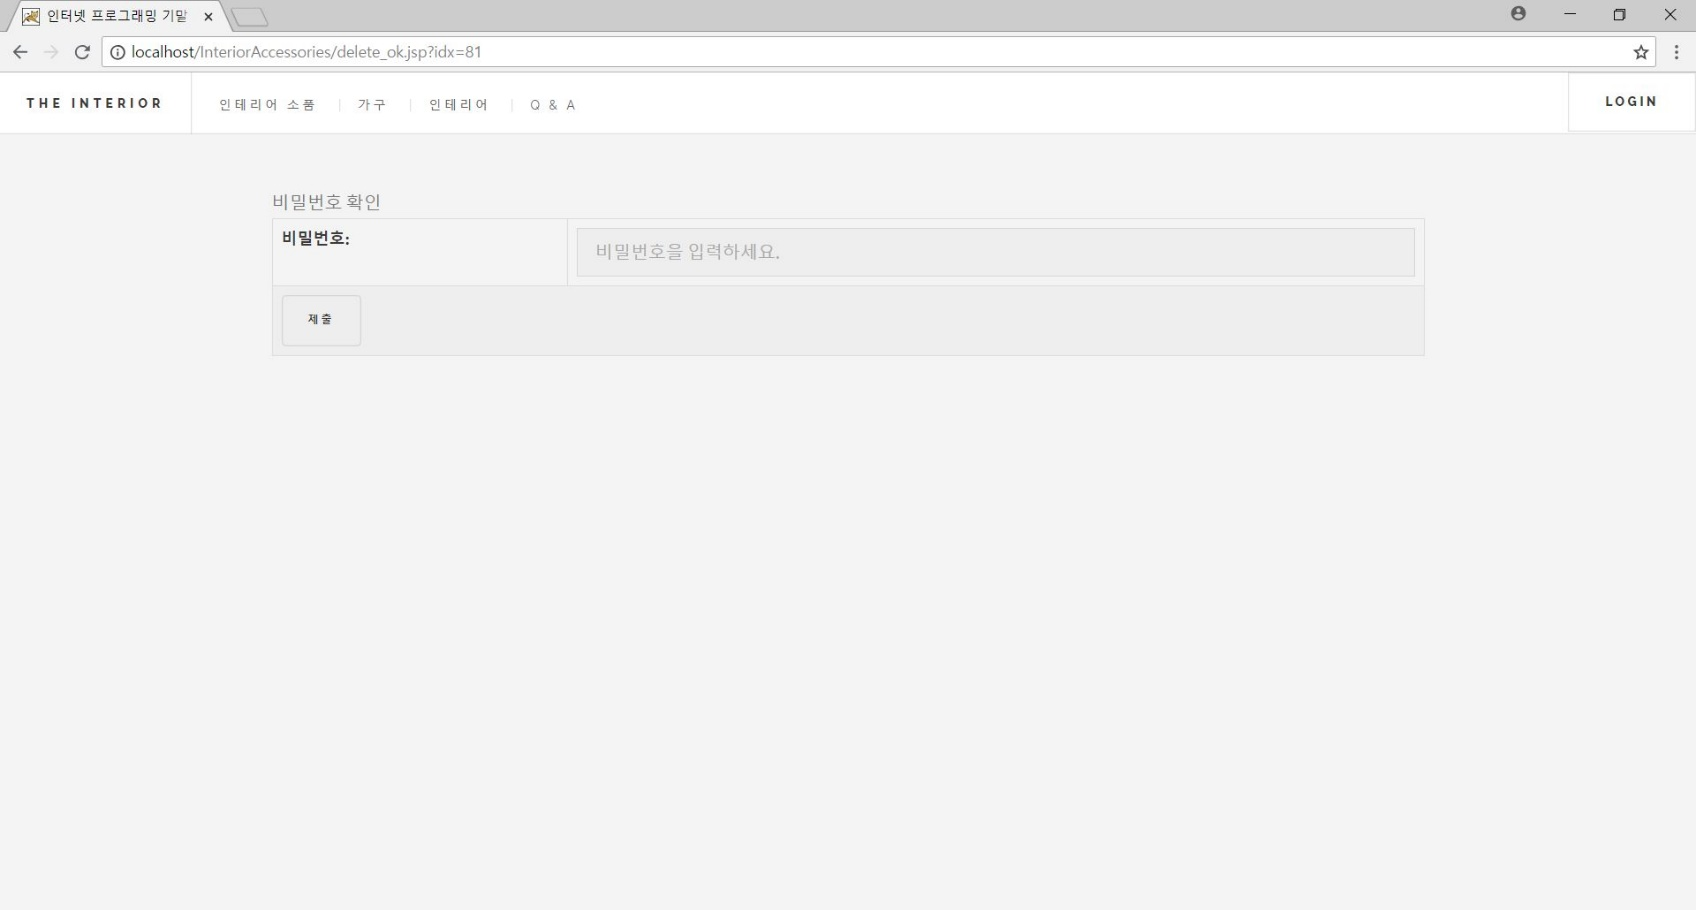 인터넷 프로그래밍 기말
localhost/InteriorAccessories/delete_ok.jsp?idx=81
THE INTERIOR
인테리어 소품 | 가구 | 인테리어 | Q & A
LOGIN
비밀번호 확인
비밀번호:
비밀번호을 입력하세요.
제출